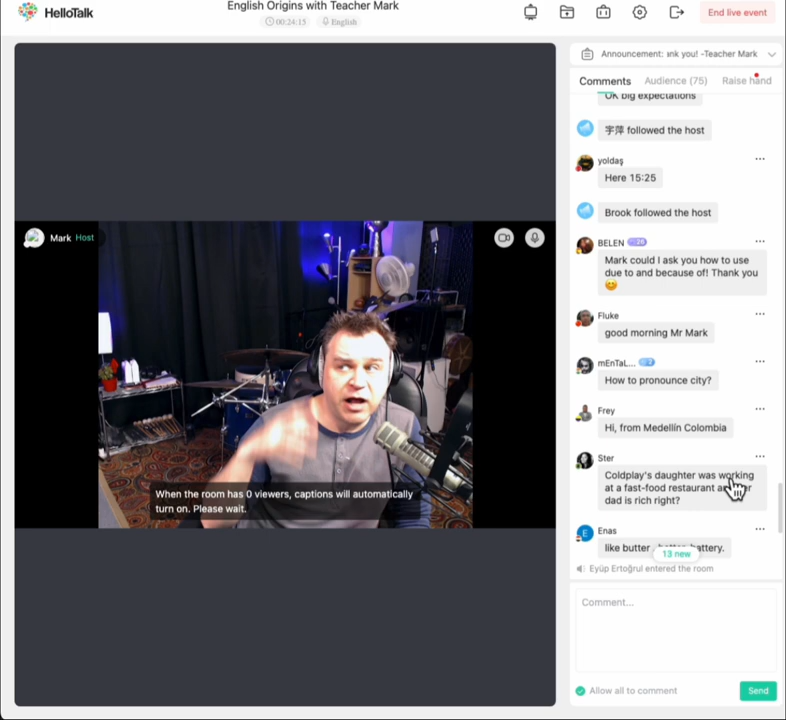 HelloTalk
English Origins with Teacher Mark
00:24:15 English
End live event
Announcement: ank you! -Teacher Mark
Comments Audience (75) Raise hand
OK big expectations
宇萍 followed the host
yoldaş
Here 15:25
Brook followed the host
BELEN 26
Mark could I ask you how to use
due to and because of! Thank you
😊
Fluke
good morning Mr Mark
mEnTaL... 2
How to pronounce city?
Frey
Hi, from Medellín Colombia
Ster
Coldplay's daughter was working
at a fast-food restaurant
dad is rich right?
E Enas
like butter battery.
13 new
Eyüp Ertoğrul entered the room
Mark Host
When the room has 0 viewers, captions will automatically
turn on. Please wait.
Comment...
Allow all to comment
Send